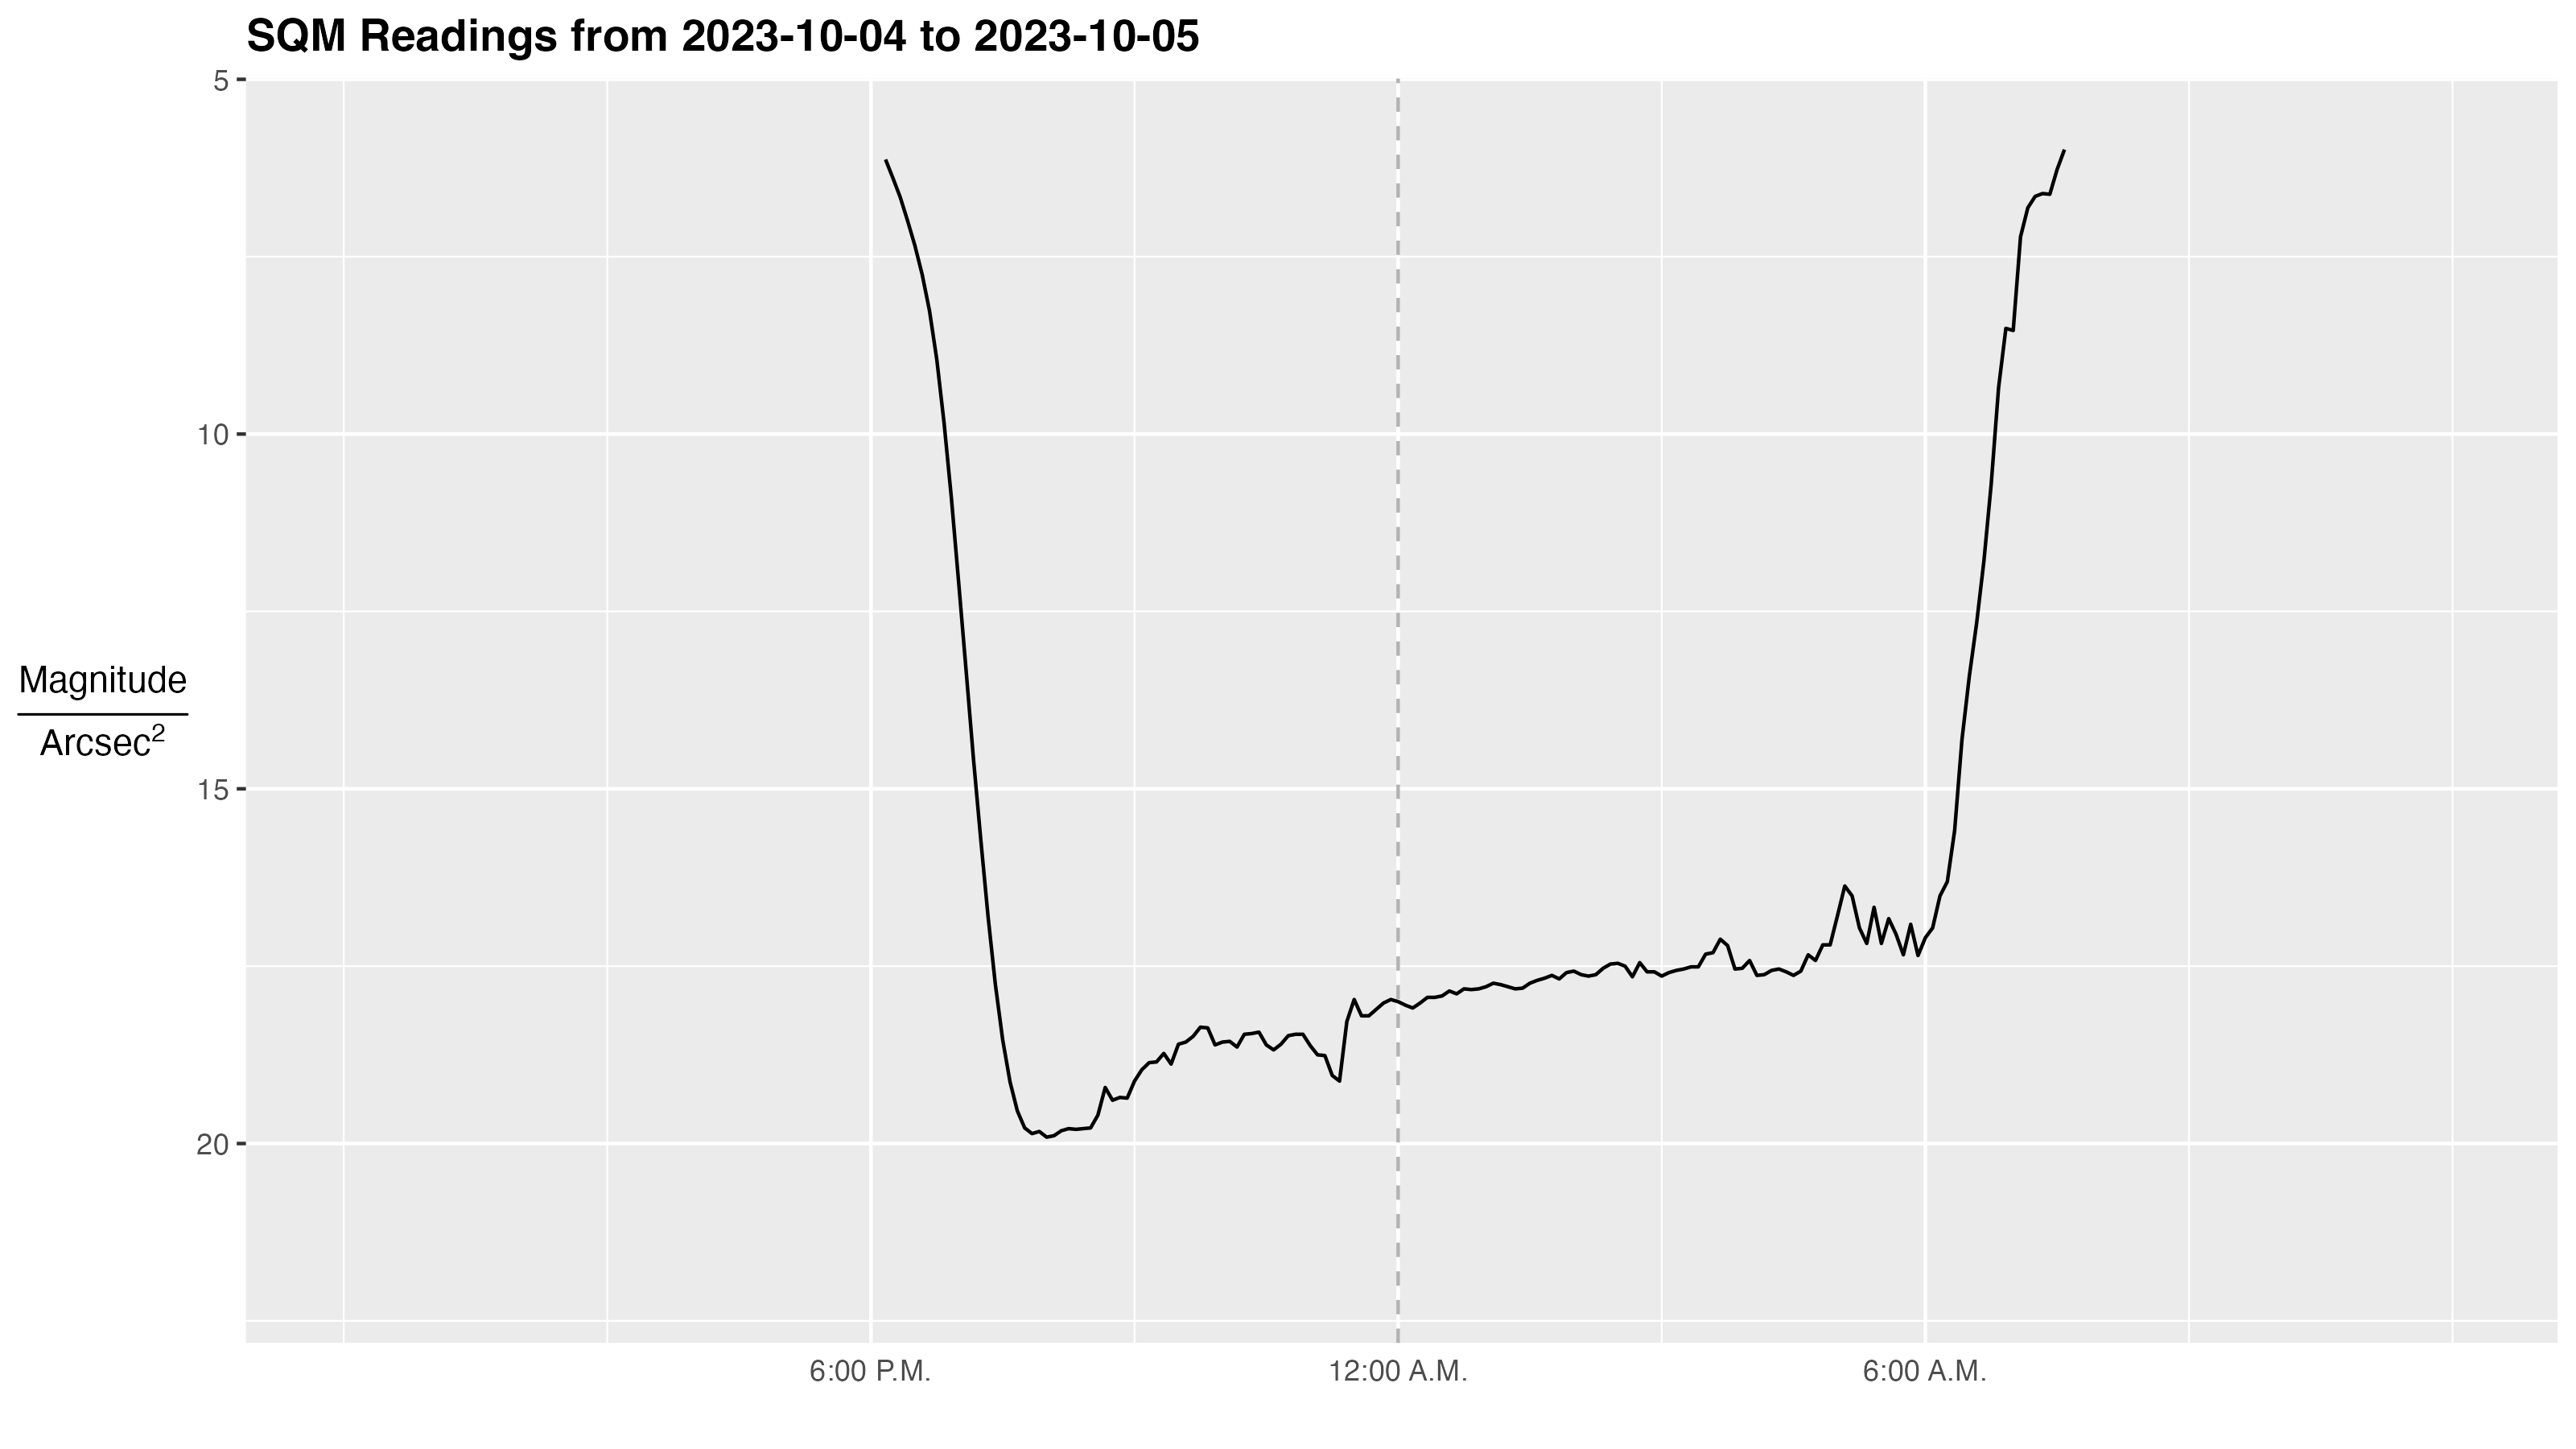 SQM Readings from 2023-10-04 to 2023-10-05
5
10
15
20
Magnitude
Arcsec²
6:00 P.M.
12:00 A.M.
6:00 A.M.